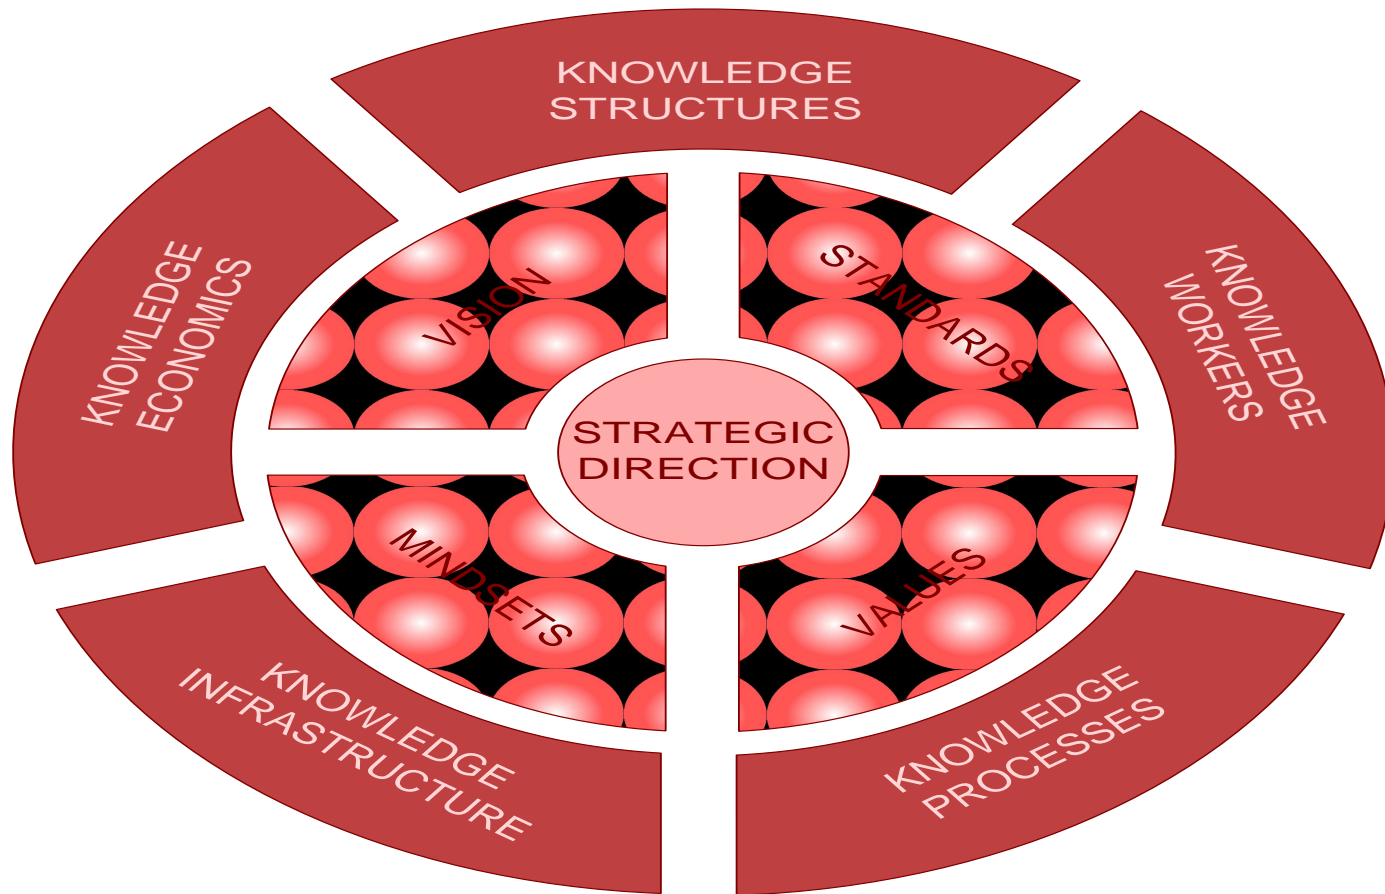 KNOWLEDGE
STRUCTURES
KNOWLEDGE
ECONOMICS
KNOWLEDGE
WORKERS
VISION
STANDARDS
STRATEGIC
DIRECTION
MINDSETS
VALUES
KNOWLEDGE
INFRASTRUCTURE
KNOWLEDGE
PROCESSES